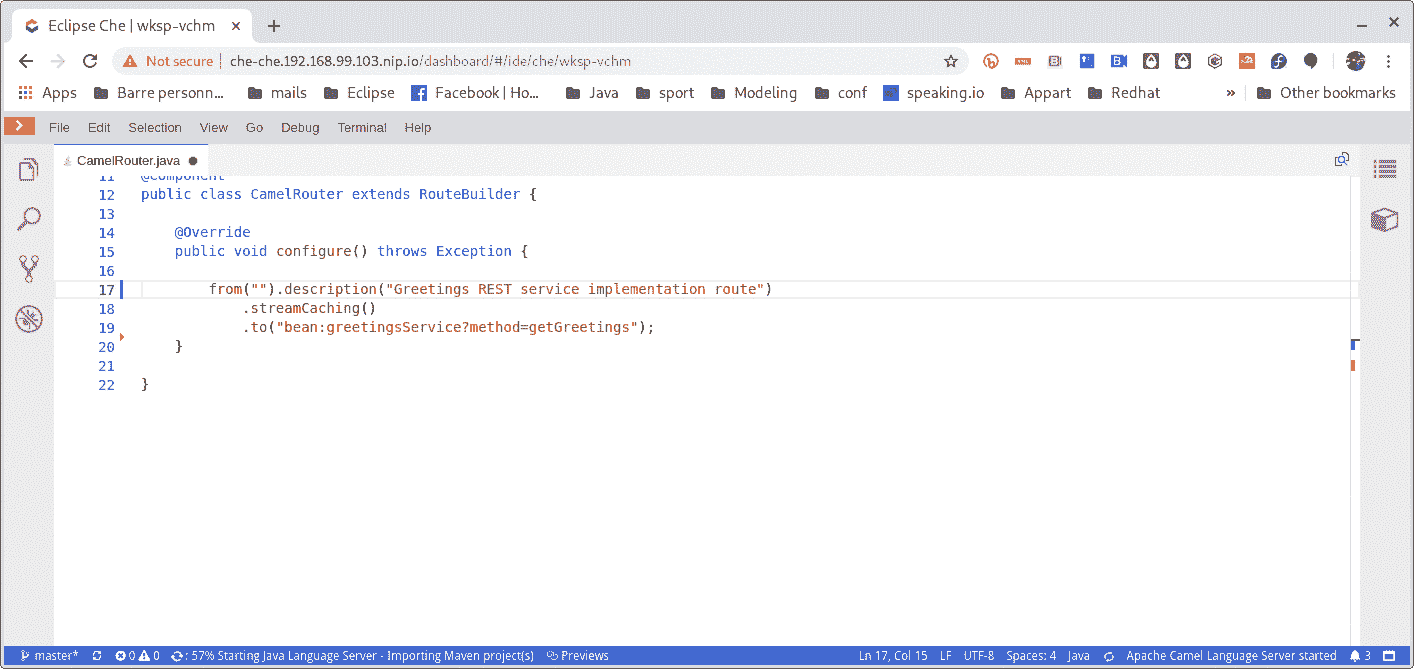 Eclipse Che | wksp-vchm
Not secure | che-che.192.168.99.103.nip.io/dashboard/#/ide/che/wksp-vchm
Apps Barre personn... mails Eclipse Facebook | Ho... Java sport Modeling conf speaking.io Appart Redhat » Other bookmarks
File Edit Selection View Go Debug Terminal Help
CamelRouter.java
11 @Component
12 public class CamelRouter extends RouteBuilder {
13
14 @Override
15 public void configure() throws Exception {
16
17 from("").description("Greetings REST service implementation route")
18 .streamCaching()
19 .to("bean:greetingsService?method=getGreetings");
20 }
21
22 }
master* 0 0 : 57% Starting Java Language Server - Importing Maven project(s) Previews Ln 17, Col 15 LF UTF-8 Spaces: 4 Java Apache Camel Language Server started 3